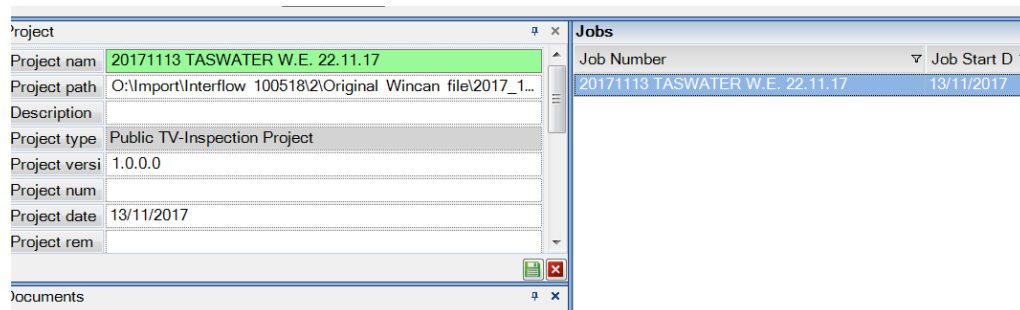 Project
Project nam 20171113 TASWATER W.E. 22.11.17
Project path O:\Import\Interflow 100518\2\Original Wincan file\2017_1...
Description
Project type Public TV-Inspection Project
Project versi 1.0.0.0
Project num
Project date 13/11/2017
Project rem
Documents
Jobs
Job Number Job Start D
20171113 TASWATER W.E. 22.11.17 13/11/2017